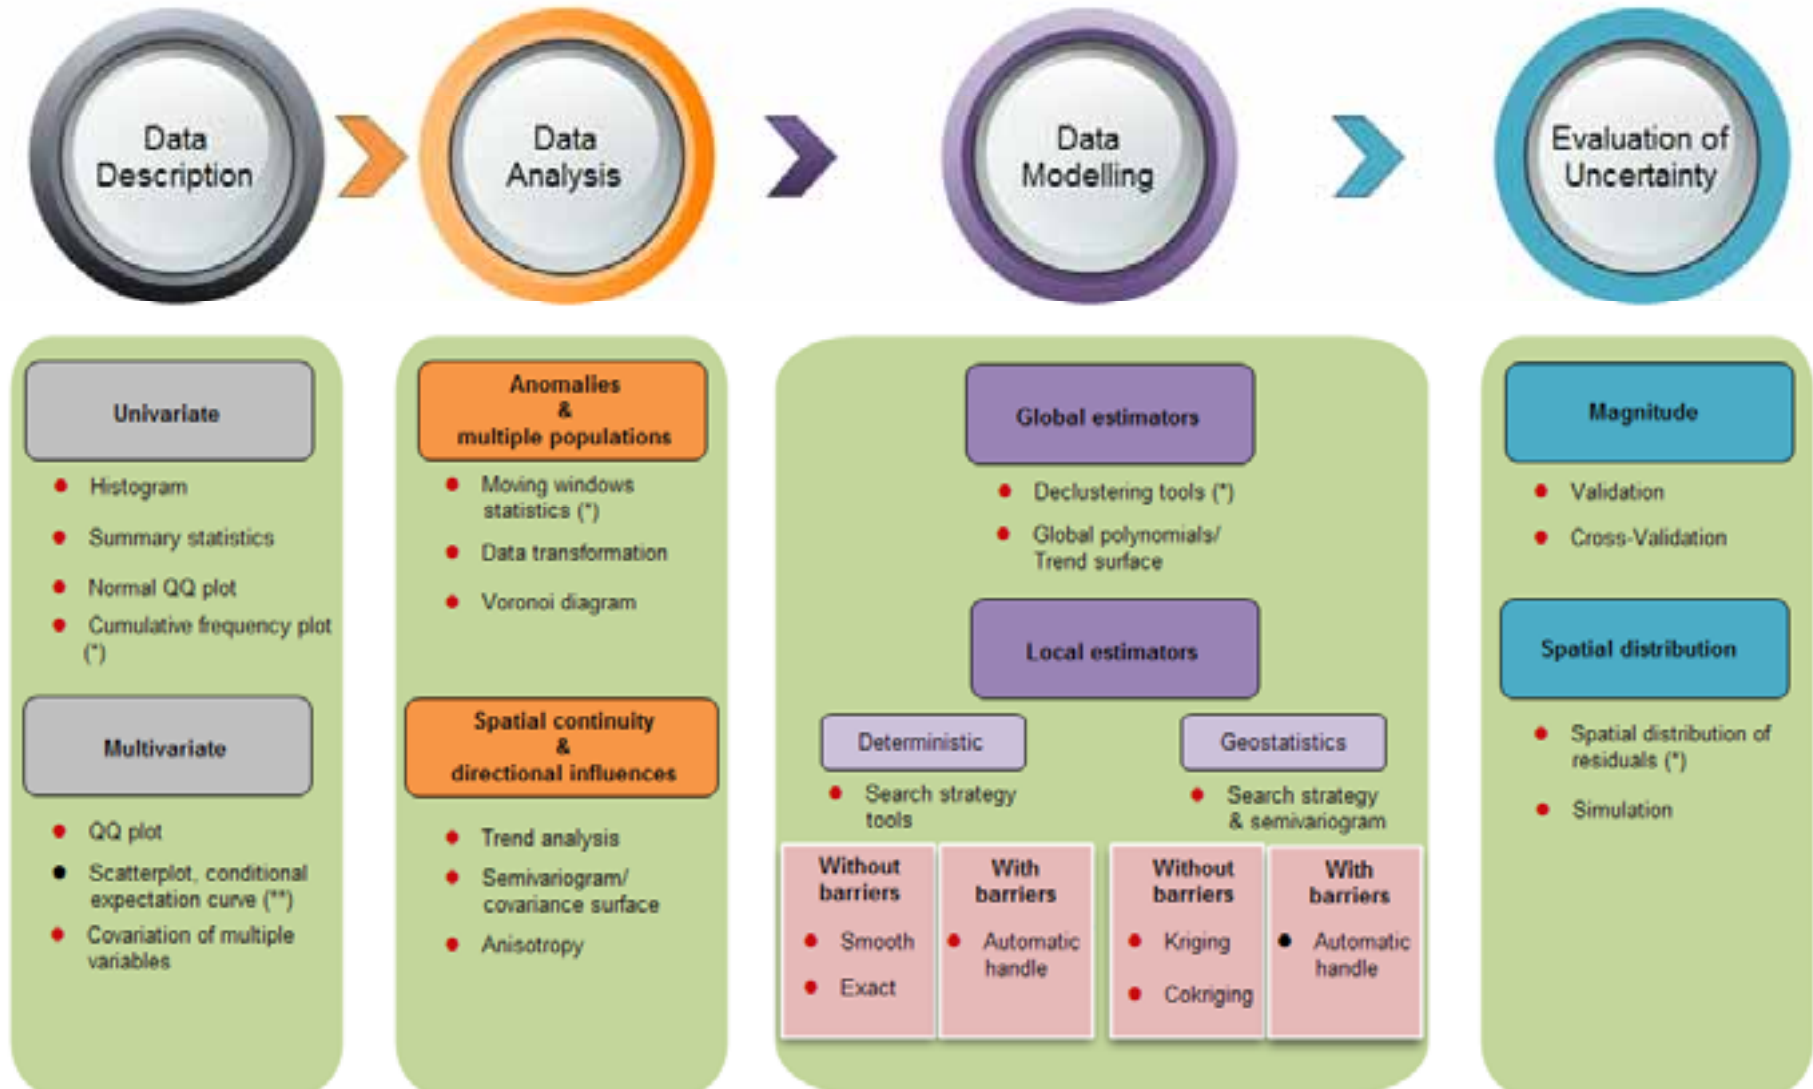 Data
Description
Data
Analysis
Data
Modelling
Evaluation of
Uncertainty
Univariate
Histogram
Summary statistics
Normal QQ plot
Cumulative frequency plot
(*)
Multivariate
QQ plot
Scatterplot, conditional
expectation curve (**)
Covariation of multiple
variables
Anomalies
&
multiple populations
Moving windows
statistics (*)
Data transformation
Voronoi diagram
Spatial continuity
&
directional influences
Trend analysis
Semivariogram/
covariance surface
Anisotropy
Global estimators
Declustering tools (*)
Global polynomials/
Trend surface
Local estimators
Deterministic
Search strategy
tools
Without
barriers
Smooth
Exact
With
barriers
Automatic
handle
Geostatistics
Search strategy
& semivariogram
Without
barriers
Kriging
Cokriging
With
barriers
Automatic
handle
Magnitude
Validation
Cross-Validation
Spatial distribution
Spatial distribution of
residuals (*)
Simulation